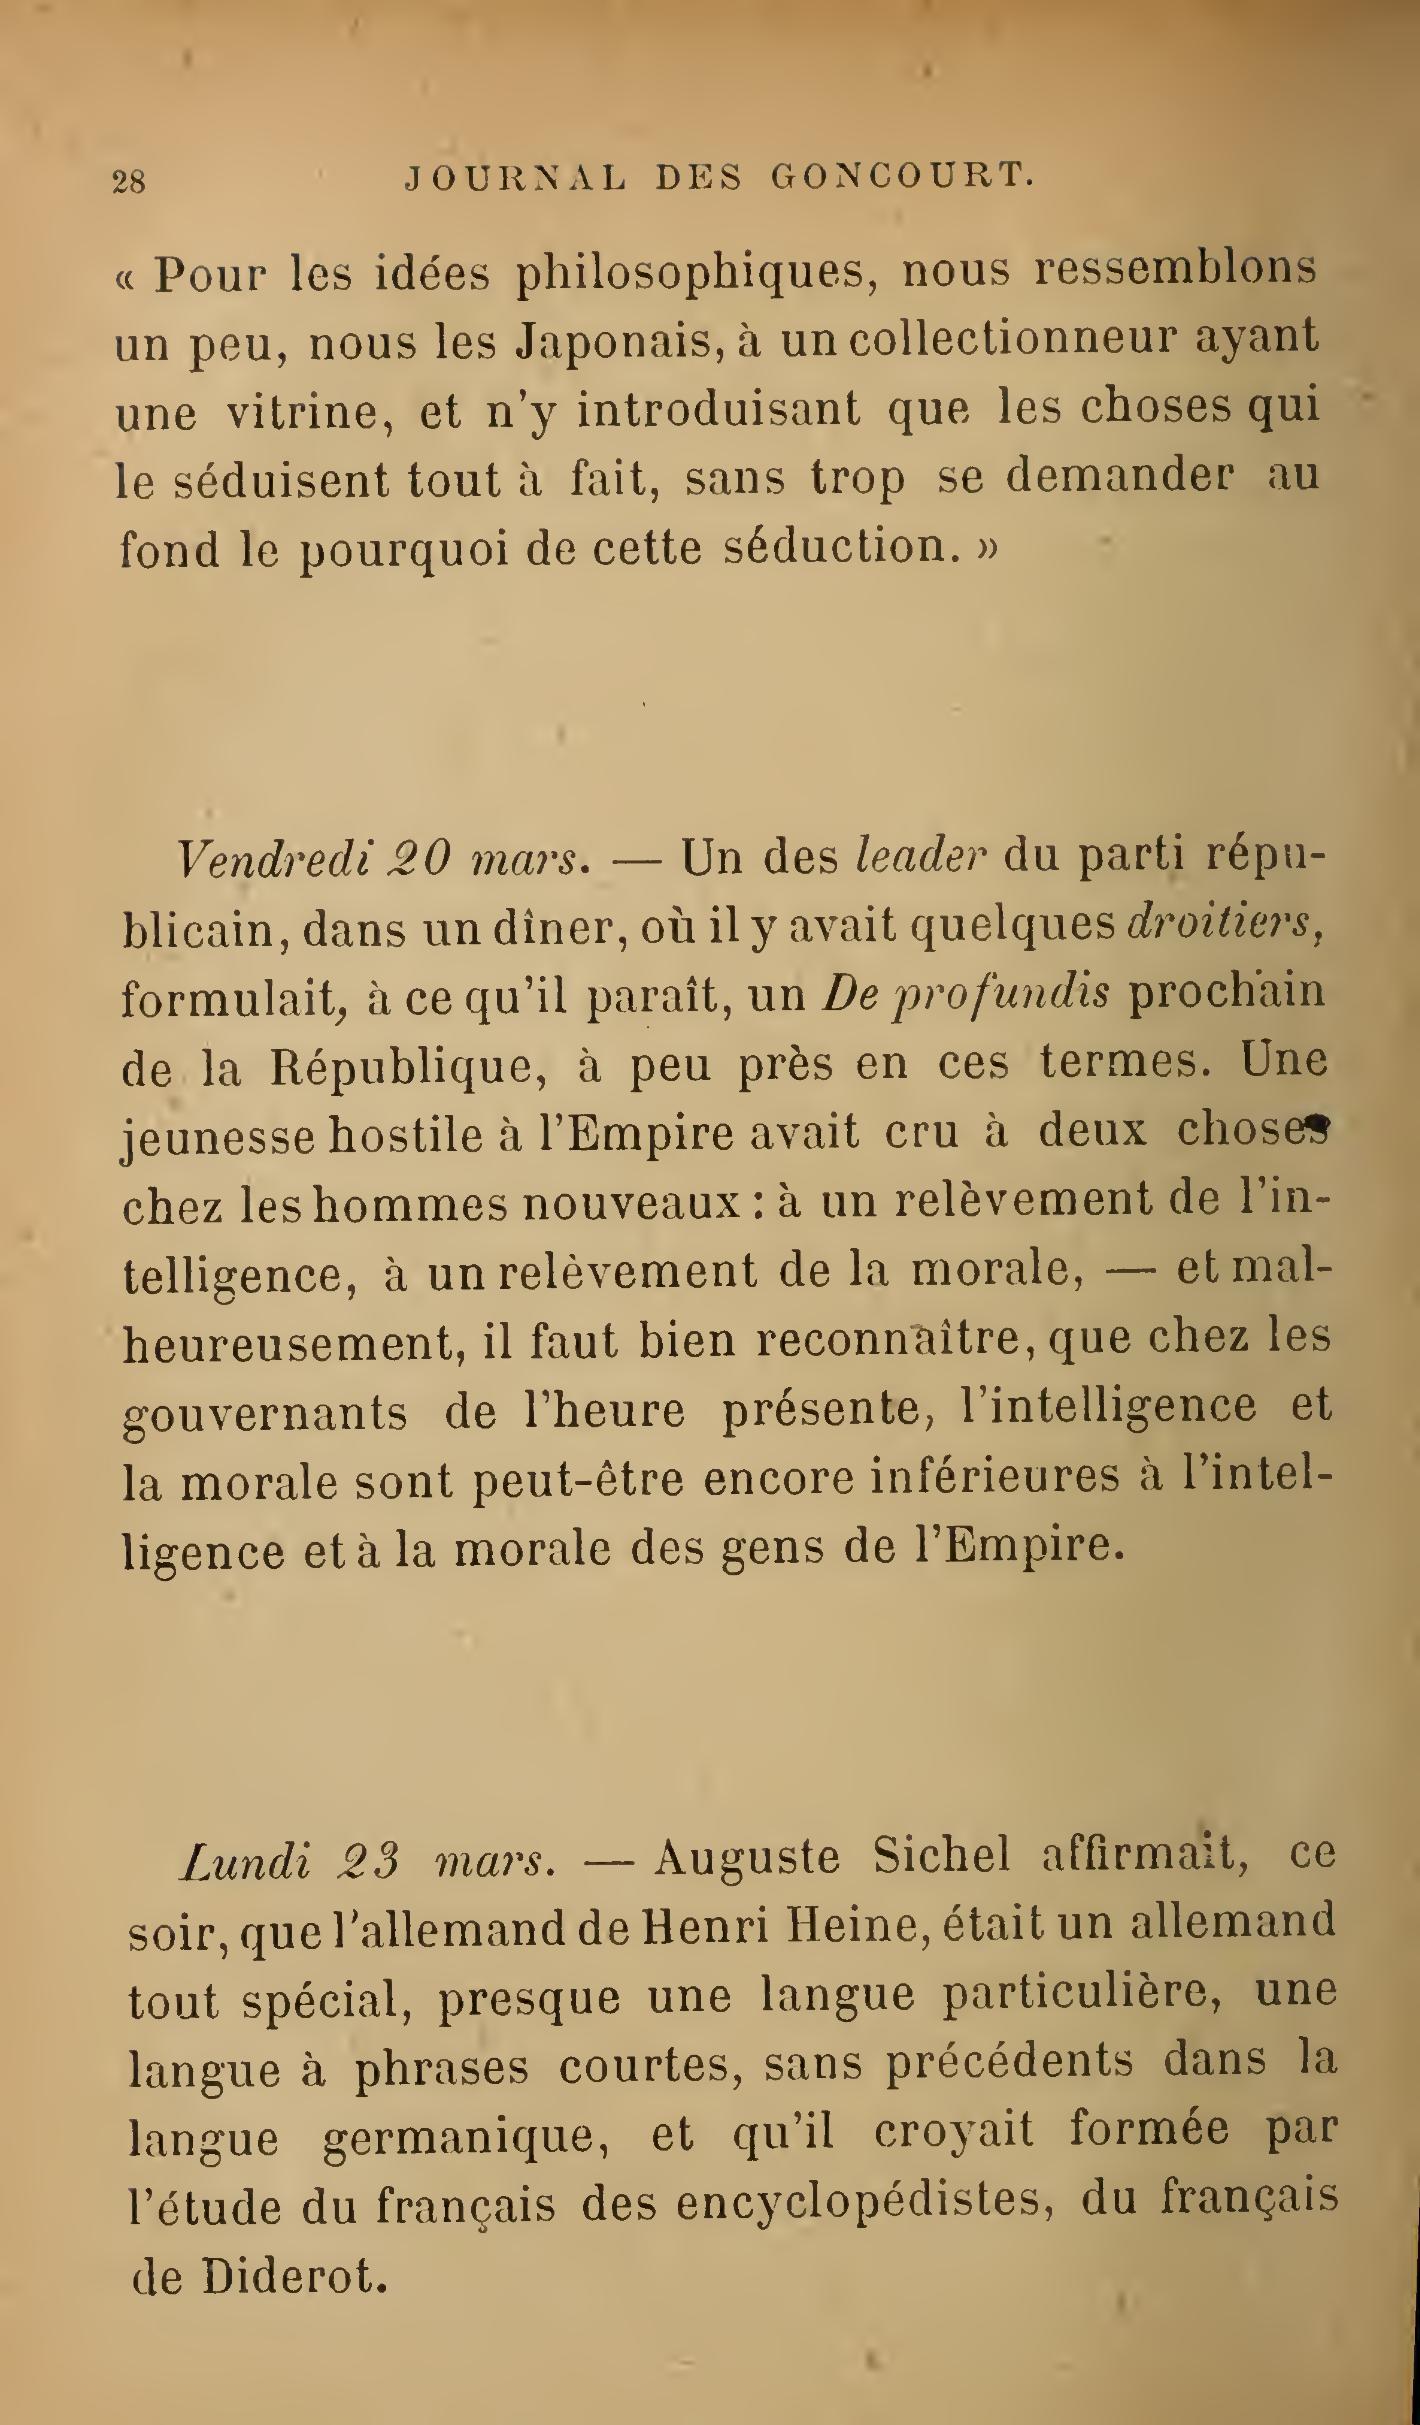 28 JOURNAL DES GONCOURT.
« Pour les idées philosophiques, nous ressemblons
un peu, nous les Japonais, à un collectionneur ayant
une vitrine, et n'y introduisant que les choses qui
le séduisent tout à fait, sans trop se demander au
fond le pourquoi de cette séduction. »
Vendredi 20 mars. — Un des leader du parti répu-
blicain, dans un dîner, où il y avait quelques droitiers,
formulait, à ce qu'il paraît, un De profundis prochain
de la République, à peu près en ces termes. Une
jeunesse hostile à l'Empire avait cru à deux choses
chez les hommes nouveaux : à un relèvement de l'in-
telligence, à un relèvement de la morale, — et mal-
heureusement, il faut bien reconnaître, que chez les
gouvernants de l'heure présente, l'intelligence et
la morale sont peut-être encore inférieures à l'intel-
ligence et à la morale des gens de l'Empire.
Lundi 23 mars. — Auguste Sichel affirmait, ce
soir, que l'allemand de Henri Heine, était un allemand
tout spécial, presque une langue particulière, une
langue à phrases courtes, sans précédents dans la
langue germanique, et qu'il croyait formée par
l'étude du français des encyclopédistes, du français
de Diderot.